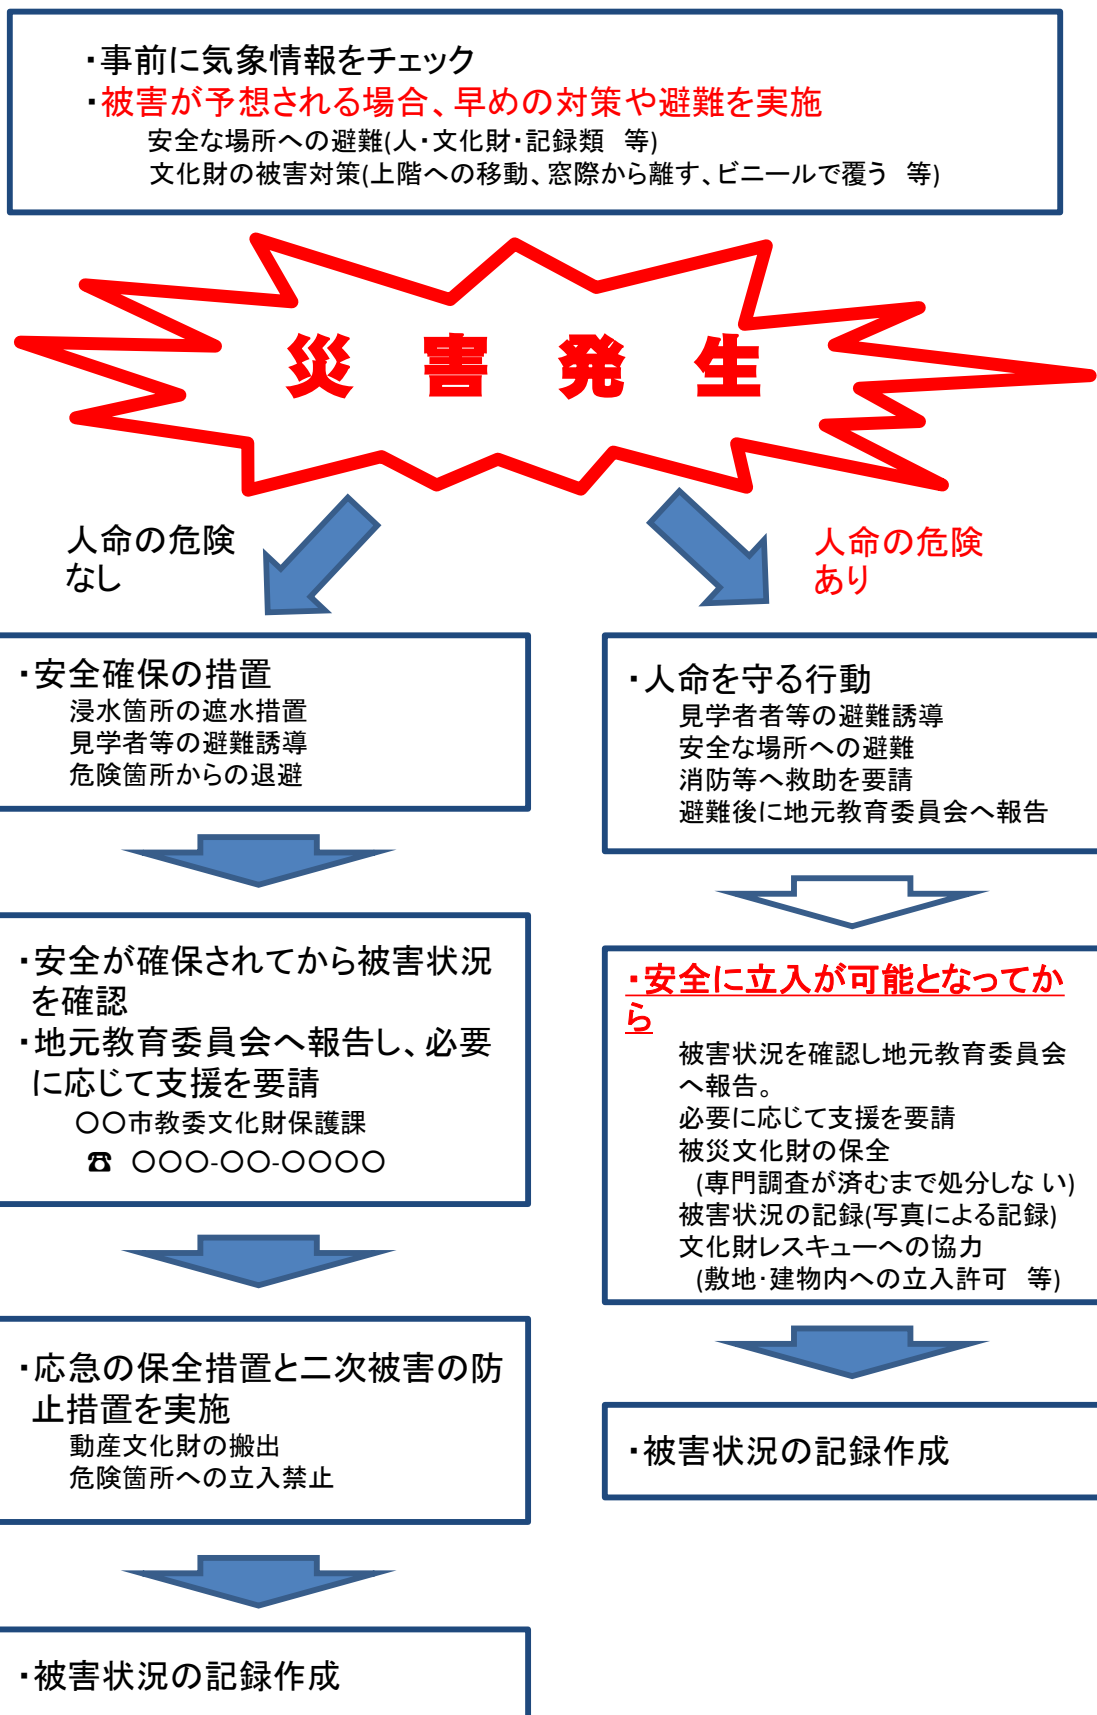 ・事前に気象情報をチェック
・被害が予想される場合、早めの対策や避難を実施
安全な場所への避難(人・文化財・記録類　等)
文化財の被害対策(上階への移動、窓際から離す、ビニールで覆う　等)
災　害　発　生
人命の危険
なし
人命の危険
あり
・安全確保の措置
浸水箇所の遮水措置
見学者等の避難誘導
危険箇所からの退避
・安全が確保されてから被害状況
を確認
・地元教育委員会へ報告し、必要
に応じて支援を要請
〇〇市教委文化財保護課
☎　〇〇〇-〇〇-〇〇〇〇
・応急の保全措置と二次被害の防
止措置を実施
動産文化財の搬出
危険箇所への立入禁止
・被害状況の記録作成
・人命を守る行動
見学者者等の避難誘導
安全な場所への避難
消防等へ救助を要請
避難後に地元教育委員会へ報告
・安全に立入が可能となってか
ら
被害状況を確認し地元教育委員会
へ報告。
必要に応じて支援を要請
被災文化財の保全
(専門調査が済むまで処分しな い)
被害状況の記録(写真による記録)
文化財レスキューへの協力
(敷地・建物内への立入許可　等)
・被害状況の記録作成